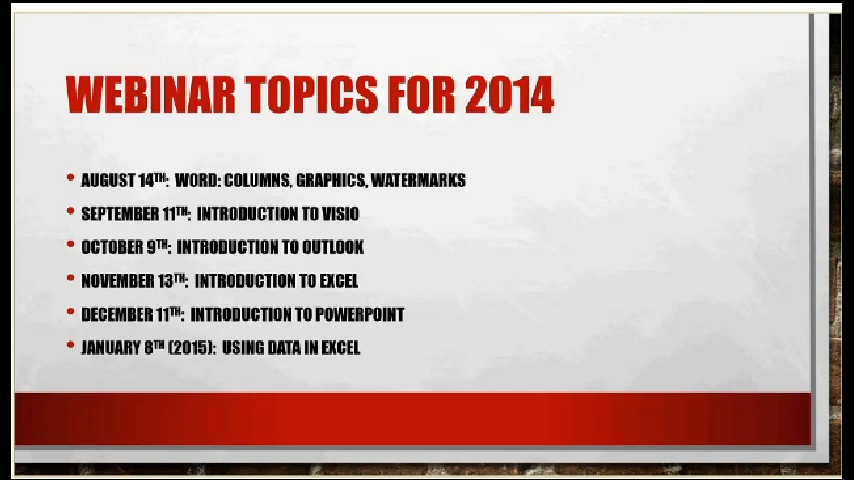 WEBINAR TOPICS FOR 2014
• AUGUST 14TH: WORD: COLUMNS, GRAPHICS, WATERMARKS
• SEPTEMBER 11TH: INTRODUCTION TO VISIO
• OCTOBER 9TH: INTRODUCTION TO OUTLOOK
• NOVEMBER 13TH: INTRODUCTION TO EXCEL
• DECEMBER 11TH: INTRODUCTION TO POWERPOINT
• JANUARY 8TH (2015): USING DATA IN EXCEL